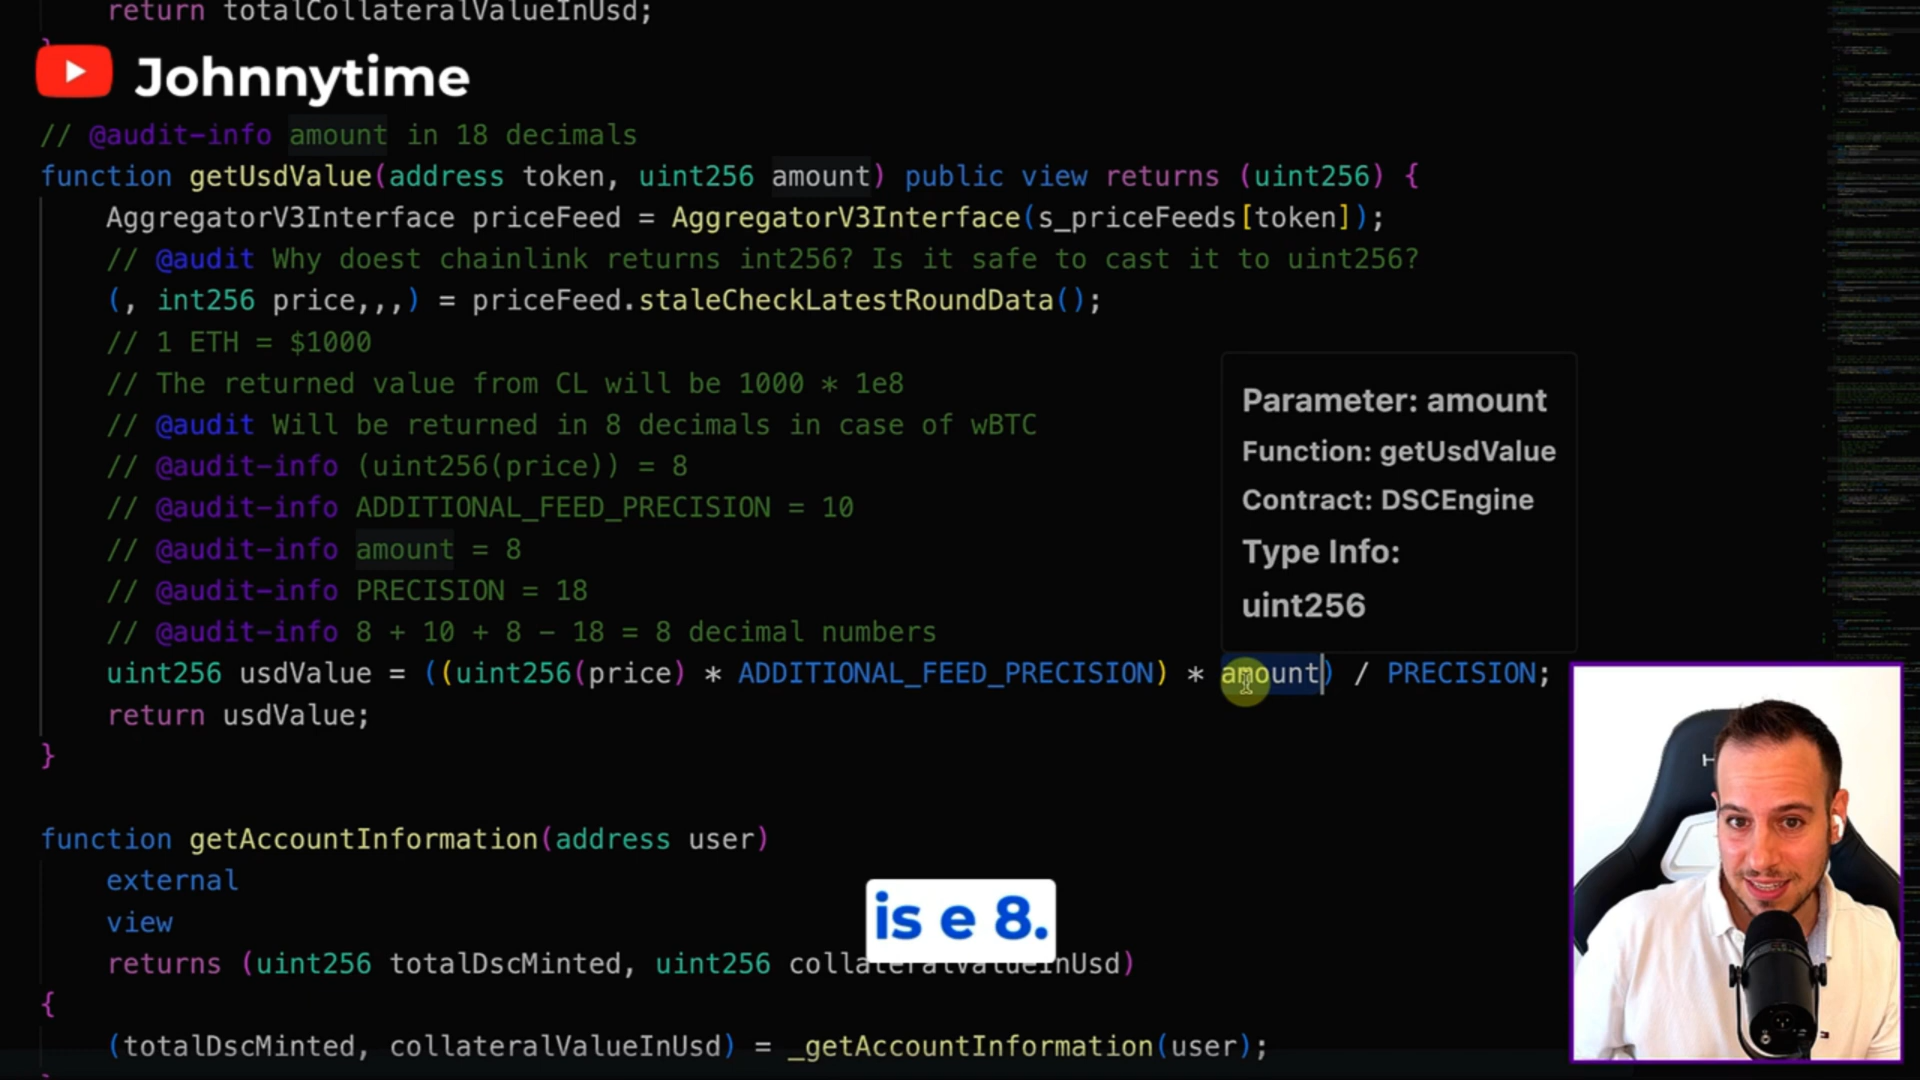 return totalCollateralValueInUsd;
}
Johnnytime
// @audit-info amount in 18 decimals
function getUsdValue(address token, uint256 amount) public view returns (uint256) {
AggregatorV3Interface priceFeed = AggregatorV3Interface(s_priceFeeds[token]);
// @audit Why doest chainlink returns int256? Is it safe to cast it to uint256?
(, int256 price,,,) = priceFeed.staleCheckLatestRoundData();
// 1 ETH = $1000
// The returned value from CL will be 1000 * 1e8
// @audit Will be returned in 8 decimals in case of wBTC
// @audit-info (uint256(price)) = 8
// @audit-info ADDITIONAL_FEED_PRECISION = 10
// @audit-info amount = 8
// @audit-info PRECISION = 18
// @audit-info 8 + 10 + 8 - 18 = 8 decimal numbers
uint256 usdValue = ((uint256(price) * ADDITIONAL_FEED_PRECISION) * amount) / PRECISION;
return usdValue;
}
Parameter: amount
Function: getUsdValue
Contract: DSCEngine
Type Info:
uint256
function getAccountInformation(address user)
external
view
returns (uint256 totalDscMinted, uint256 collateralValueInUsd)
{
(totalDscMinted, collateralValueInUsd) = _getAccountInformation(user);
is e 8.